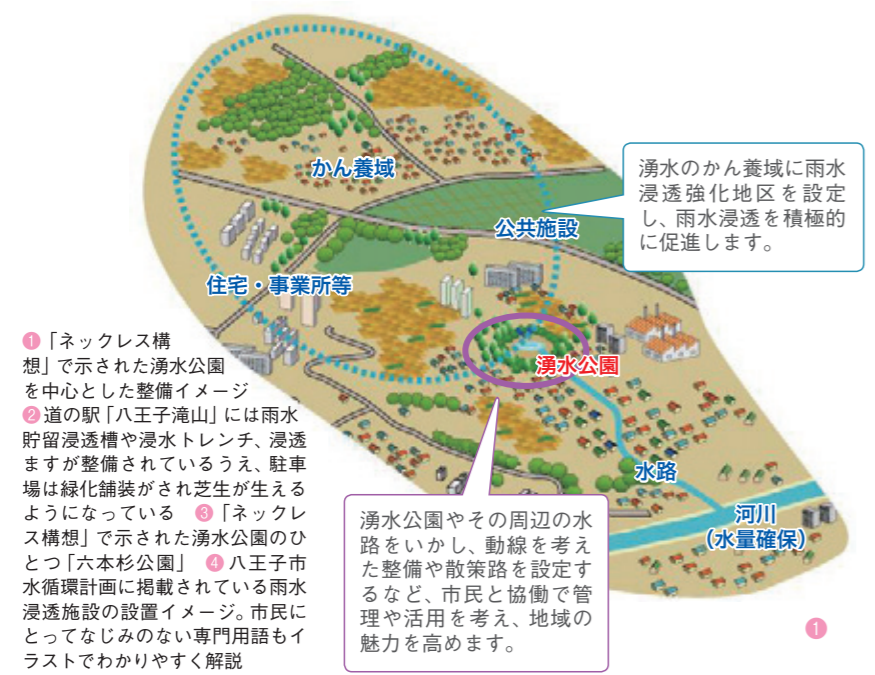 かん養域
湧水のかん養域に雨水
浸透強化地区を設定
し、雨水浸透を積極的
に促進します。
公共施設
住宅・事業所等
湧水公園
水路
河川
(水量確保)
❶「ネックレス構
想」で示された湧水公園
を中心とした整備イメージ
❷道の駅「八王子滝山」には雨水
貯留浸透槽や浸水トレンチ、浸透
ますが整備されているうえ、駐車
場は緑化舗装がされ芝生が生える
ようになっている ❸「ネックレ
ス構想」で示された湧水公園のひ
とつ「六本杉公園」 ❹八王子市
水循環計画に掲載されている雨水
浸透施設の設置イメージ。市民に
とってなじみのない専門用語もイ
ラストでわかりやすく解説
湧水公園やその周辺の水
路をいかし、動線を考え
た整備や散策路を設定す
るなど、市民と協働で管
理や活用を考え、地域の
魅力を高めます。
❶